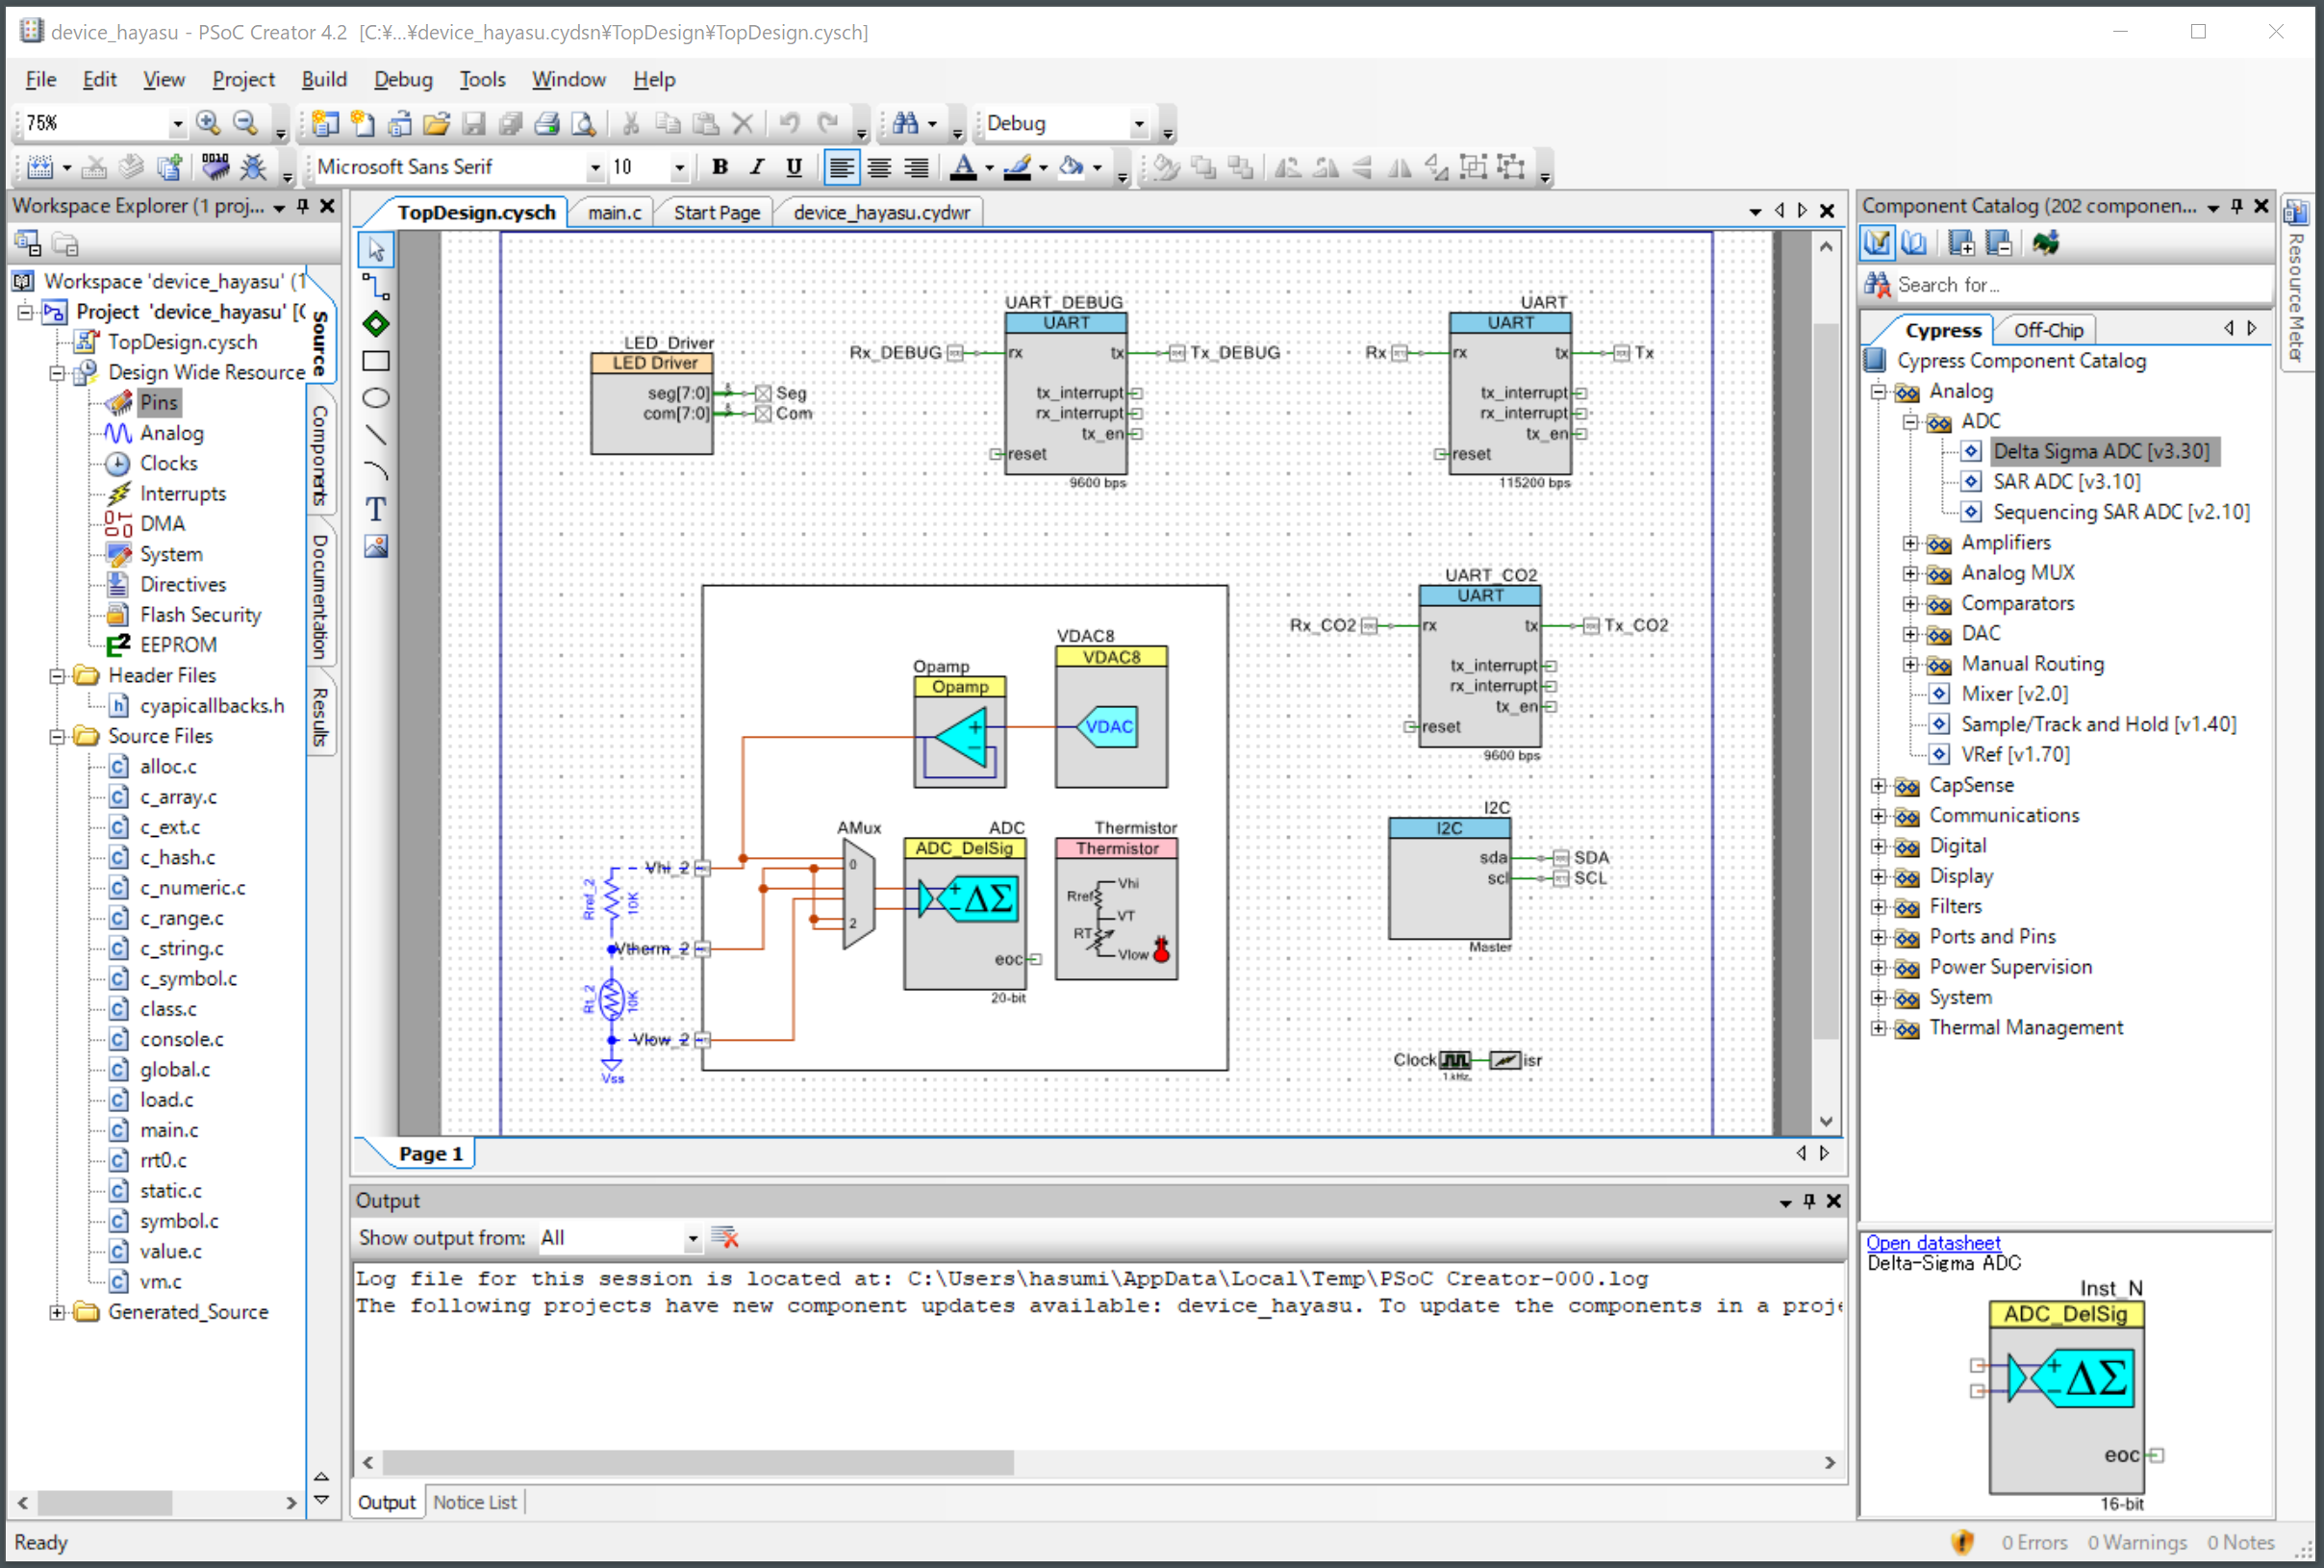 device_hayasu - PSoC Creator 4.2  [C:¥...¥device_hayasu.cydsn¥TopDesign¥TopDesign.cysch]
File Edit View Project Build Debug Tools Window Help
75%
Debug
Microsoft Sans Serif 10 B I U A
Workspace Explorer (1 proj...
Workspace 'device_hayasu' (1
Project 'device_hayasu' [C
TopDesign.cysch
Design Wide Resource
Pins
Analog
Clocks
Interrupts
DMA
System
Directives
Flash Security
EEPROM
Header Files
cyapicallbacks.h
Source Files
alloc.c
c_array.c
c_ext.c
c_hash.c
c_numeric.c
c_range.c
c_string.c
c_symbol.c
class.c
console.c
global.c
load.c
main.c
rrt0.c
static.c
symbol.c
value.c
vm.c
Generated_Source
Source
Components
Documentation
Results
TopDesign.cysch main.c Start Page device_hayasu.cydwr
LED_Driver
LED Driver
seg[7:0] Seg
com[7:0] Com
UART_DEBUG
UART
Rx_DEBUG rx tx Tx_DEBUG
tx_interrupt
rx_interrupt
tx_en
reset
9600 bps
UART
UART
Rx rx tx Tx
tx_interrupt
rx_interrupt
tx_en
reset
115200 bps
VDAC8
VDAC8
VDAC
Opamp
Opamp
UART_CO2
UART
Rx_CO2 rx tx Tx_CO2
tx_interrupt
rx_interrupt
tx_en
reset
9600 bps
AMux
0
2
ADC
ADC_DelSig
ΔΣ
eoc
20-bit
Thermistor
Thermistor
Rref Vhi
VT
RT
Vlow
Vhi_2
Rref_2 10K
Vtherm_2
Rt_2 10K
Vlow_2
Vss
I2C
I2C
sda SDA
scl SCL
Master
Clock isr
1 kHz
Page 1
Output
Show output from: All
Log file for this session is located at: C:\Users\hasumi\AppData\Local\Temp\PSoC Creator-000.log
The following projects have new component updates available: device_hayasu. To update the components in a proje
Output Notice List
Component Catalog (202 componen...
Search for...
Cypress Off-Chip
Cypress Component Catalog
Analog
ADC
Delta Sigma ADC [v3.30]
SAR ADC [v3.10]
Sequencing SAR ADC [v2.10]
Amplifiers
Analog MUX
Comparators
DAC
Manual Routing
Mixer [v2.0]
Sample/Track and Hold [v1.40]
VRef [v1.70]
CapSense
Communications
Digital
Display
Filters
Ports and Pins
Power Supervision
System
Thermal Management
Open datasheet
Delta-Sigma ADC
Inst_N
ADC_DelSig
ΔΣ
eoc
16-bit
Resource Meter
Ready
0 Errors 0 Warnings 0 Notes